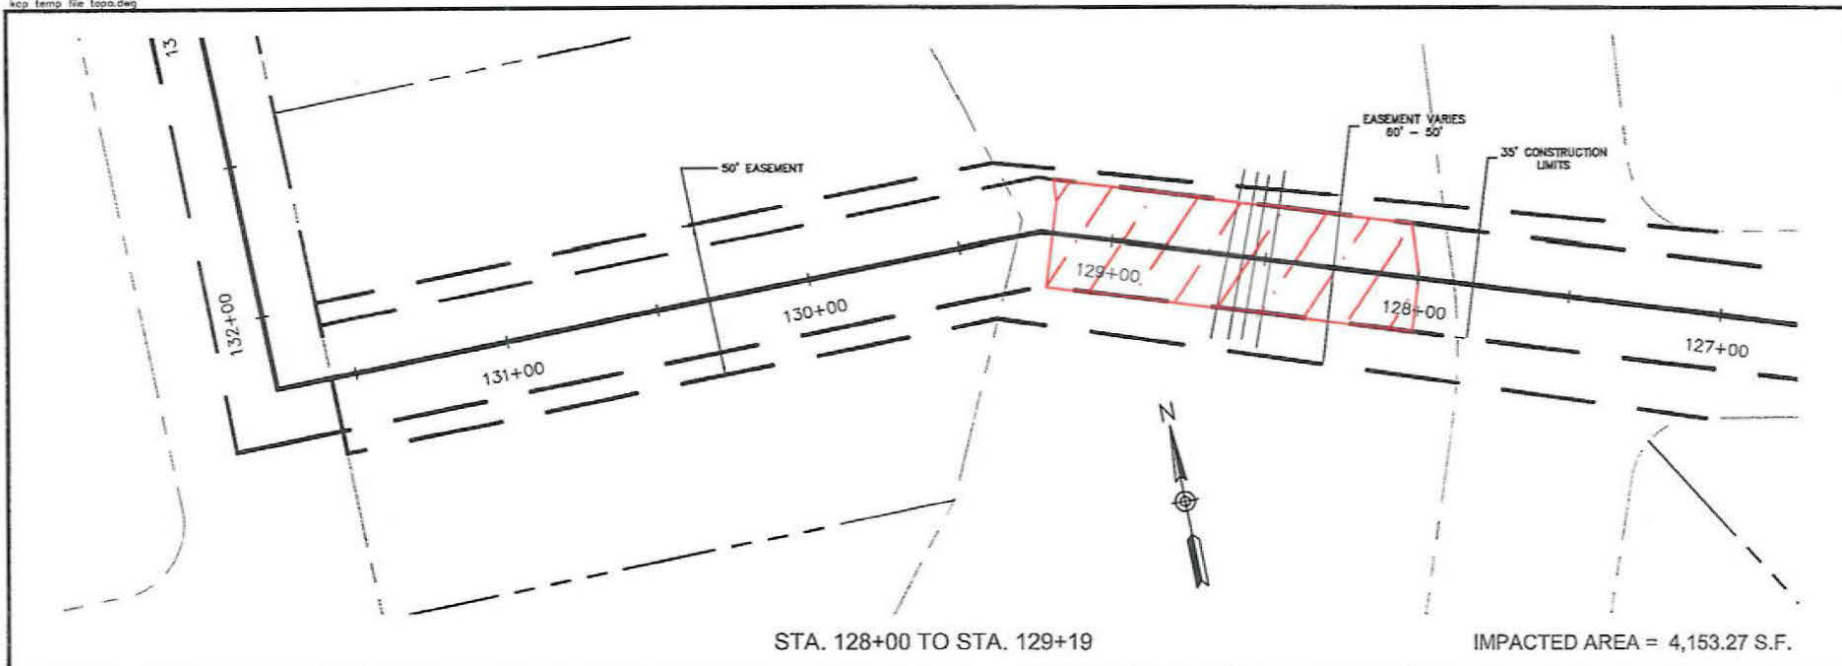 kcp temp file topo.dwg
13
EASEMENT VARIES
60' - 50'
35' CONSTRUCTION
LIMITS
50' EASEMENT
129+00
128+00
132+00
130+00
127+00
131+00
N
STA. 128+00 TO STA. 129+19
IMPACTED AREA = 4,153.27 S.F.